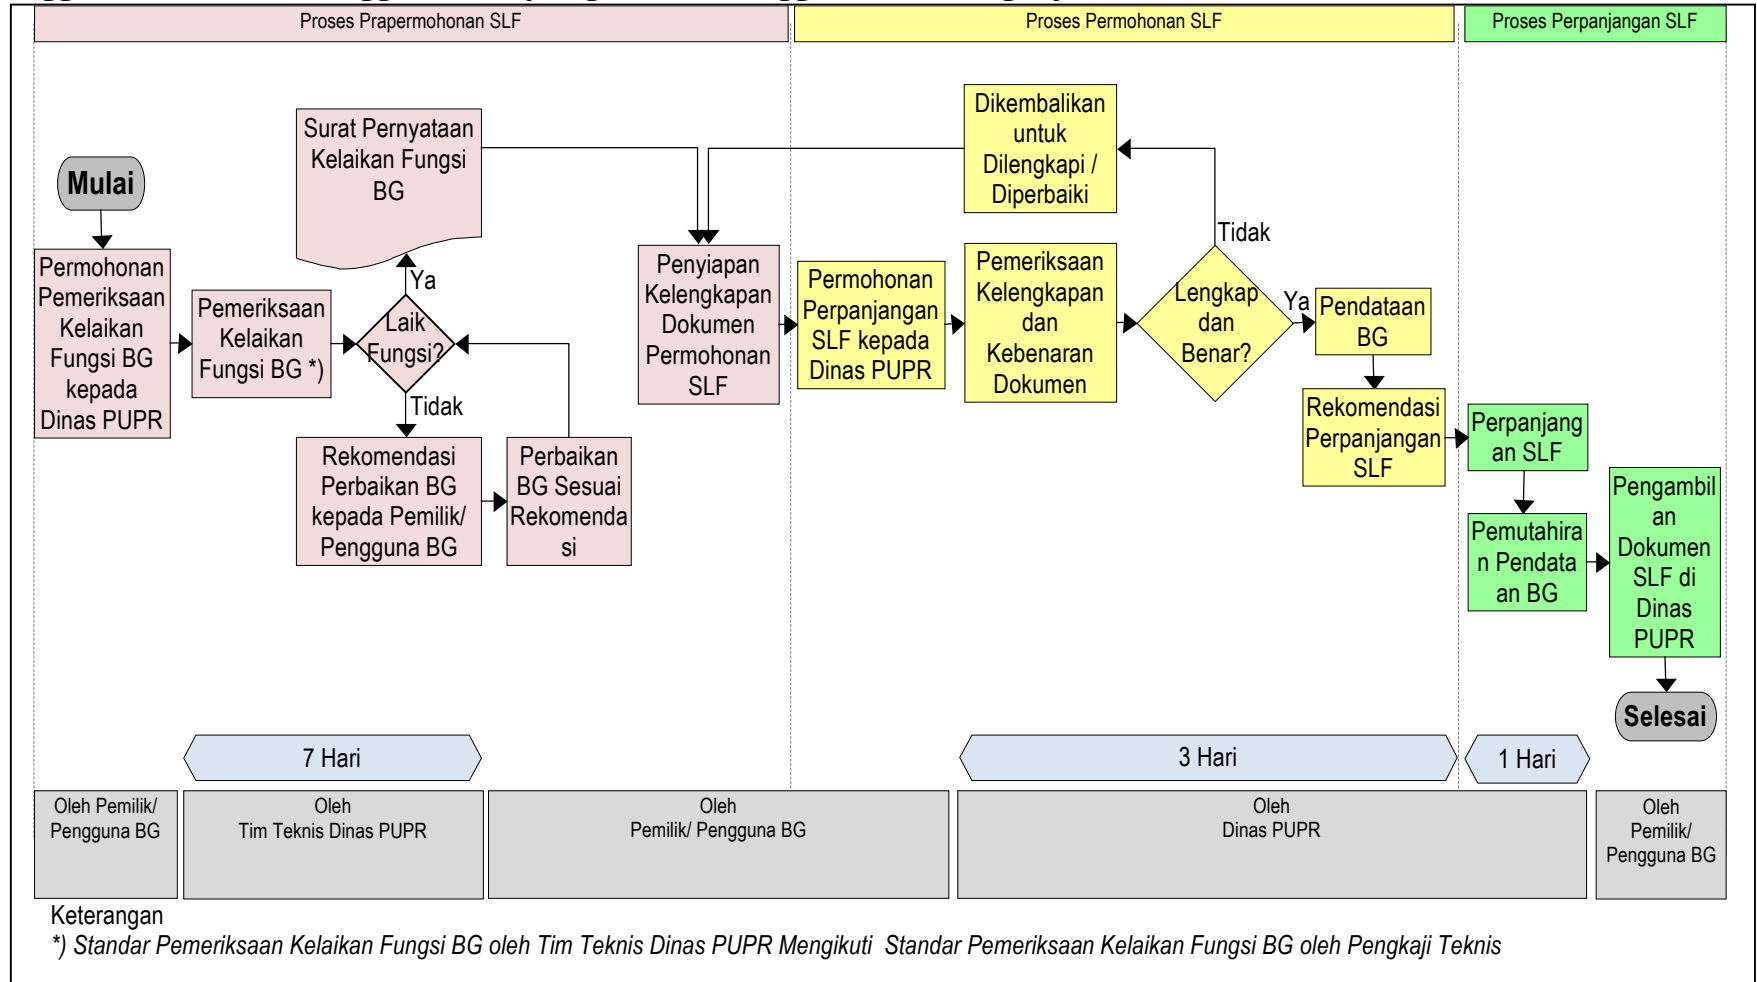 Proses Prapermohonan SLF
Proses Permohonan SLF
Proses Perpanjangan SLF
Mulai
Permohonan
Pemeriksaan
Kelaikan
Fungsi BG
kepada
Dinas PUPR
Pemeriksaan
Kelaikan
Fungsi BG *)
Laik
Fungsi?
Ya
Surat Pernyataan
Kelaikan Fungsi
BG
Tidak
Rekomendasi
Perbaikan BG
kepada Pemilik/
Pengguna BG
Perbaikan
BG Sesuai
Rekomenda
si
Penyiapan
Kelengkapan
Dokumen
Permohonan
SLF
Permohonan
Perpanjangan
SLF kepada
Dinas PUPR
Pemeriksaan
Kelengkapan
dan
Kebenaran
Dokumen
Lengkap
dan
Benar?
Tidak
Dikembalikan
untuk
Dilengkapi /
Diperbaiki
Ya
Pendataan
BG
Rekomendasi
Perpanjangan
SLF
Perpanjang
an SLF
Pemutahira
n Pendata
an BG
Pengambil
an
Dokumen
SLF di
Dinas
PUPR
Selesai
7 Hari
3 Hari
1 Hari
Oleh Pemilik/
Pengguna BG
Oleh
Tim Teknis Dinas PUPR
Oleh
Pemilik/ Pengguna BG
Oleh
Dinas PUPR
Oleh
Pemilik/
Pengguna BG
Keterangan
*) Standar Pemeriksaan Kelaikan Fungsi BG oleh Tim Teknis Dinas PUPR Mengikuti Standar Pemeriksaan Kelaikan Fungsi BG oleh Pengkaji Teknis